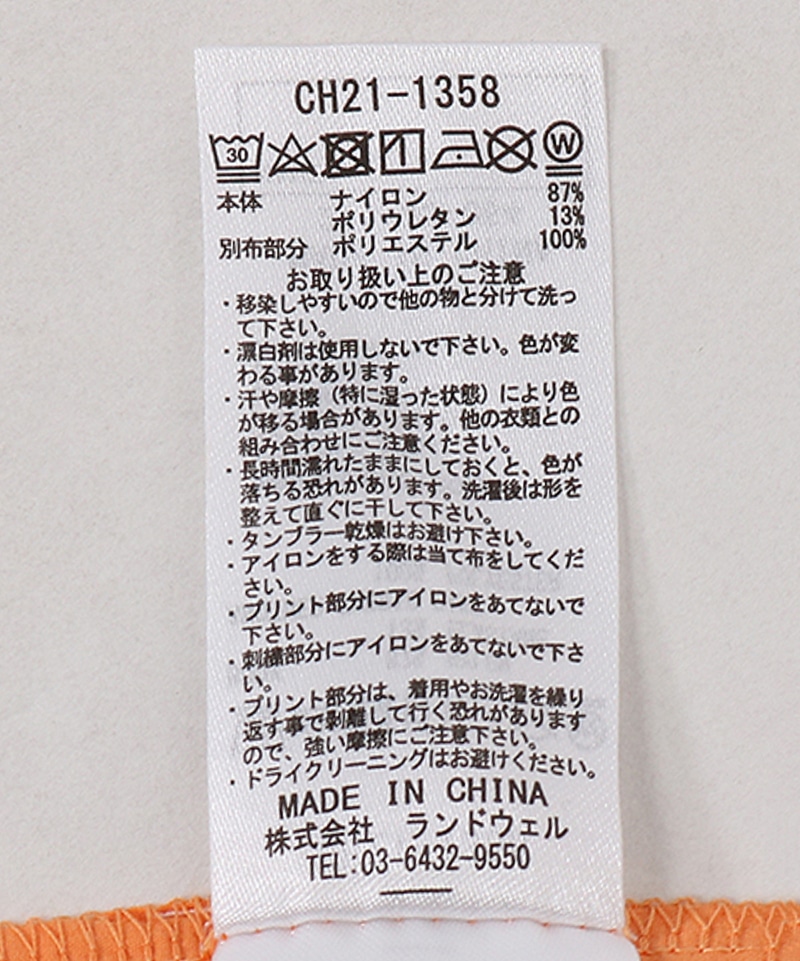 CH21-1358
30 W
本体 ナイロン 87%
ポリウレタン 13%
別布部分 ポリエステル 100%
お取り扱い上のご注意
・移染しやすいので他の物と分けて洗っ
て下さい。
・漂白剤は使用しないで下さい。色が変
わる事があります。
・汗や摩擦（特に湿った状態）により色
が移る場合があります。他の衣類との
組み合わせにご注意ください。
・長時間濡れたままにしておくと、色が
落ちる恐れがあります。洗濯後は形を
整えて直ぐに干して下さい。
・タンブラー乾燥はお避け下さい。
・アイロンをする際は当て布をしてくだ
さい。
・プリント部分にアイロンをあてないで
下さい。
・刺繍部分にアイロンをあてないで下さ
い。
・プリント部分は、着用やお洗濯を繰り
返す事で剥離して行く恐れがあります
ので、強い摩擦にご注意下さい。
・ドライクリーニングはお避けください。
MADE IN CHINA
株式会社 ランドウェル
TEL:03-6432-9550